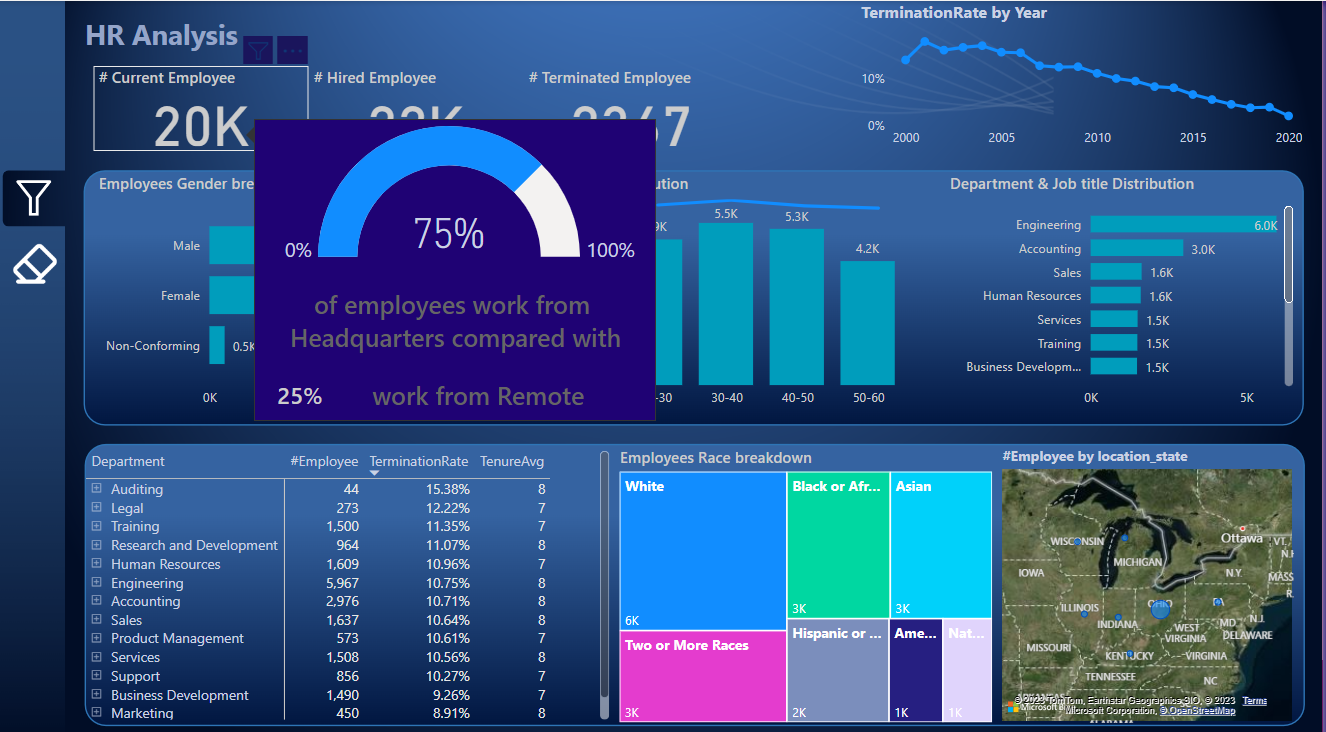 HR Analysis
# Current Employee
20K
# Hired Employee
# Terminated Employee
TerminationRate by Year
10%
0%
2000 2005 2010 2015 2020
0% 75% 100%
of employees work from
Headquarters compared with
25% work from Remote
Employees Gender bre
Male
Female
Non-Conforming 0.5K
0K
5.5K 5.3K 4.2K
30-40 40-50 50-60
Department & Job title Distribution
Engineering 6.0K
Accounting 3.0K
Sales 1.6K
Human Resources 1.6K
Services 1.5K
Training 1.5K
Business Developm... 1.5K
0K 5K
Department #Employee TerminationRate TenureAvg
Auditing 44 15.38% 8
Legal 273 12.22% 7
Training 1,500 11.35% 7
Research and Development 964 11.07% 8
Human Resources 1,609 10.96% 7
Engineering 5,967 10.75% 8
Accounting 2,976 10.71% 8
Sales 1,637 10.64% 8
Product Management 573 10.61% 7
Services 1,508 10.56% 8
Support 856 10.27% 7
Business Development 1,490 9.26% 7
Marketing 450 8.91% 8
Employees Race breakdown
White
6K
Black or Afr...
3K
Asian
3K
Two or More Races
3K
Hispanic or ...
2K
Ame...
1K
Nat...
1K
#Employee by location_state
WISCONSIN
Ottawa
VT.
MICHIGAN
IOWA
N.Y.
MASS
ILLINOIS
OHIO
PA
INDIANA
N.J.
MD
WEST
VIRGINIA
DELAWARE
MISSOURI
KENTUCKY
VIRGINIA
TENNESSEE
NC
© 2023 TomTom, Earthstar Geographics SIO, © 2023 Terms
Microsoft Corporation, © OpenStreetMap